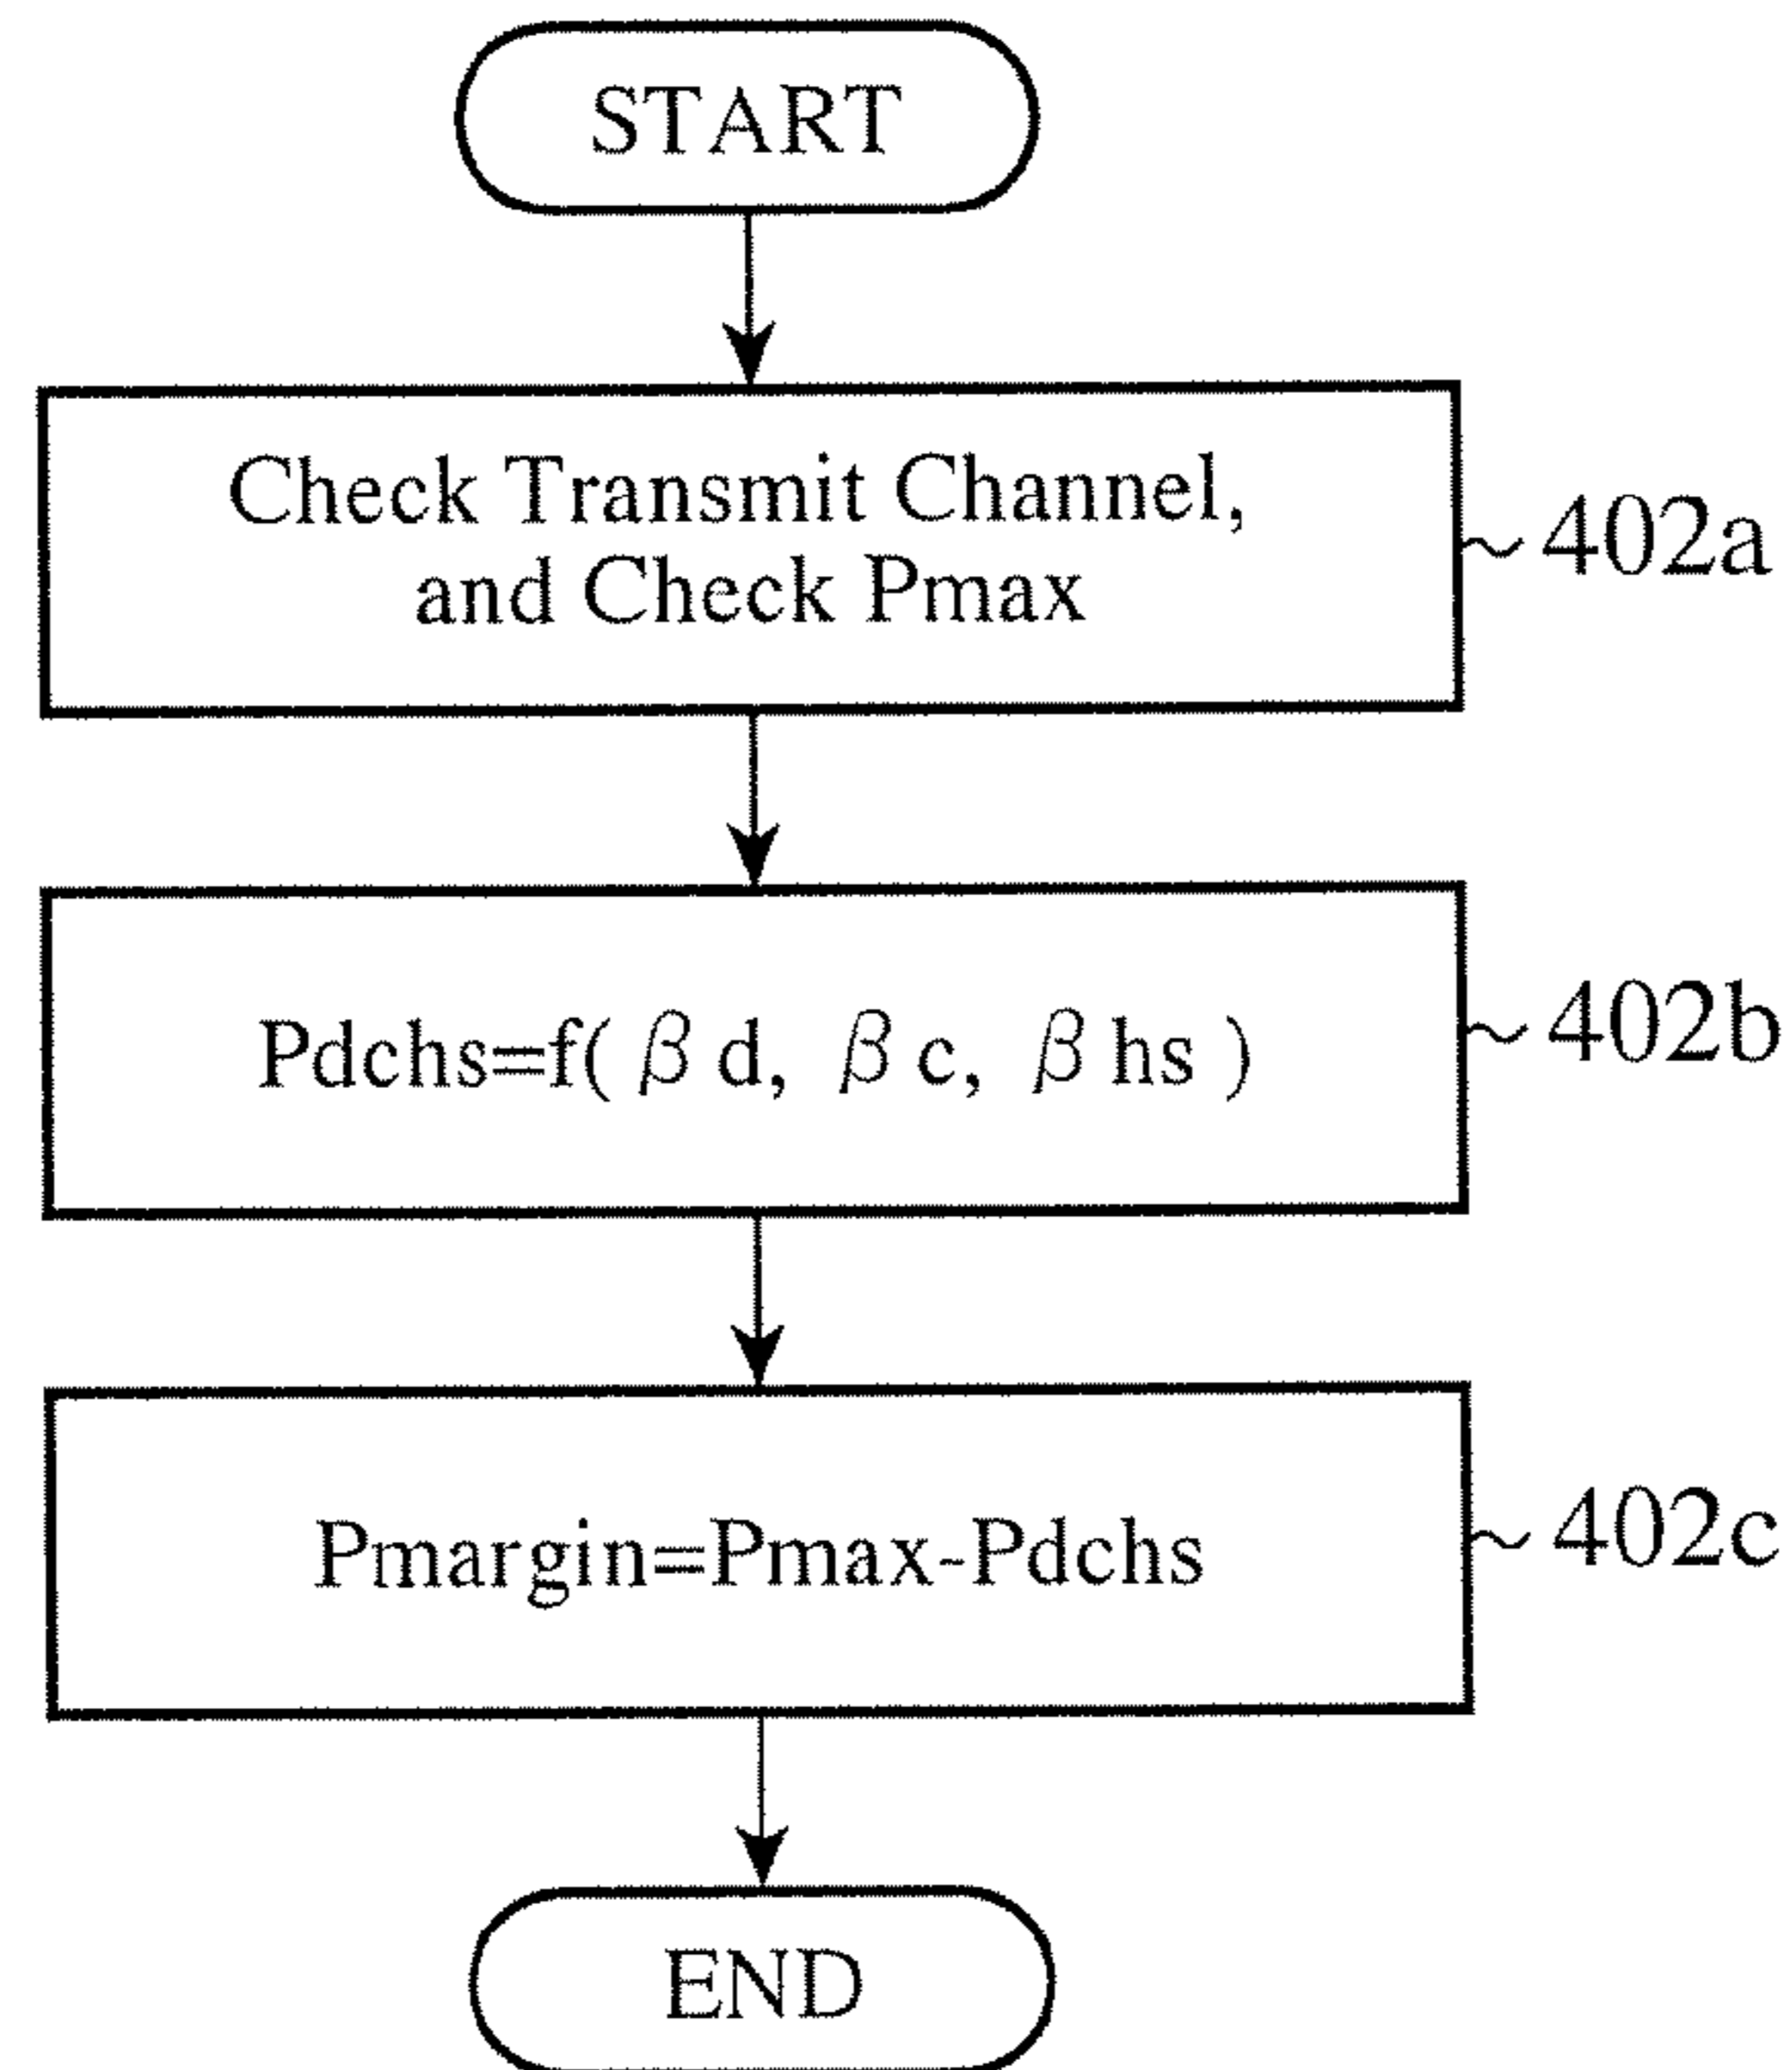 START
Check Transmit Channel,
and Check Pmax
402a
Pdchs=f( β d, β c, β hs )
402b
Pmargin=Pmax-Pdchs
402c
END